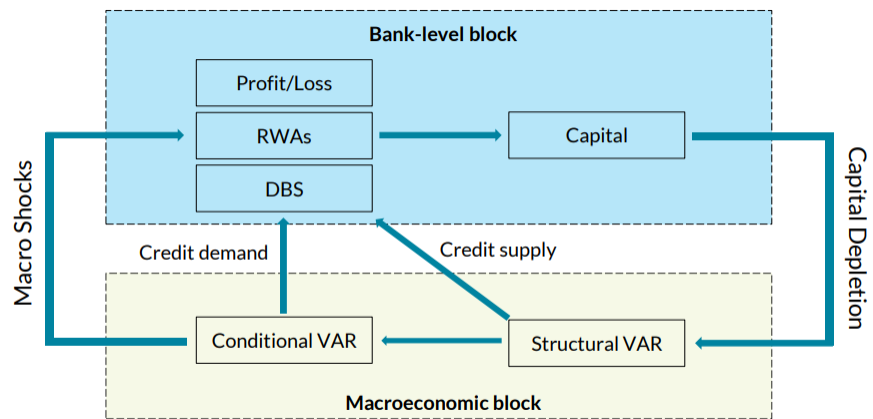 Bank-level block
Profit/Loss
RWAs
Capital
DBS
Macro Shocks
Capital Depletion
Credit demand
Credit supply
Conditional VAR
Structural VAR
Macroeconomic block